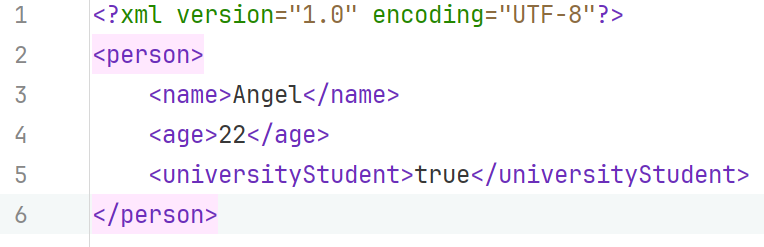 1 <?xml version="1.0" encoding="UTF-8"?>
2 <person>
3     <name>Angel</name>
4     <age>22</age>
5     <universityStudent>true</universityStudent>
6 </person>